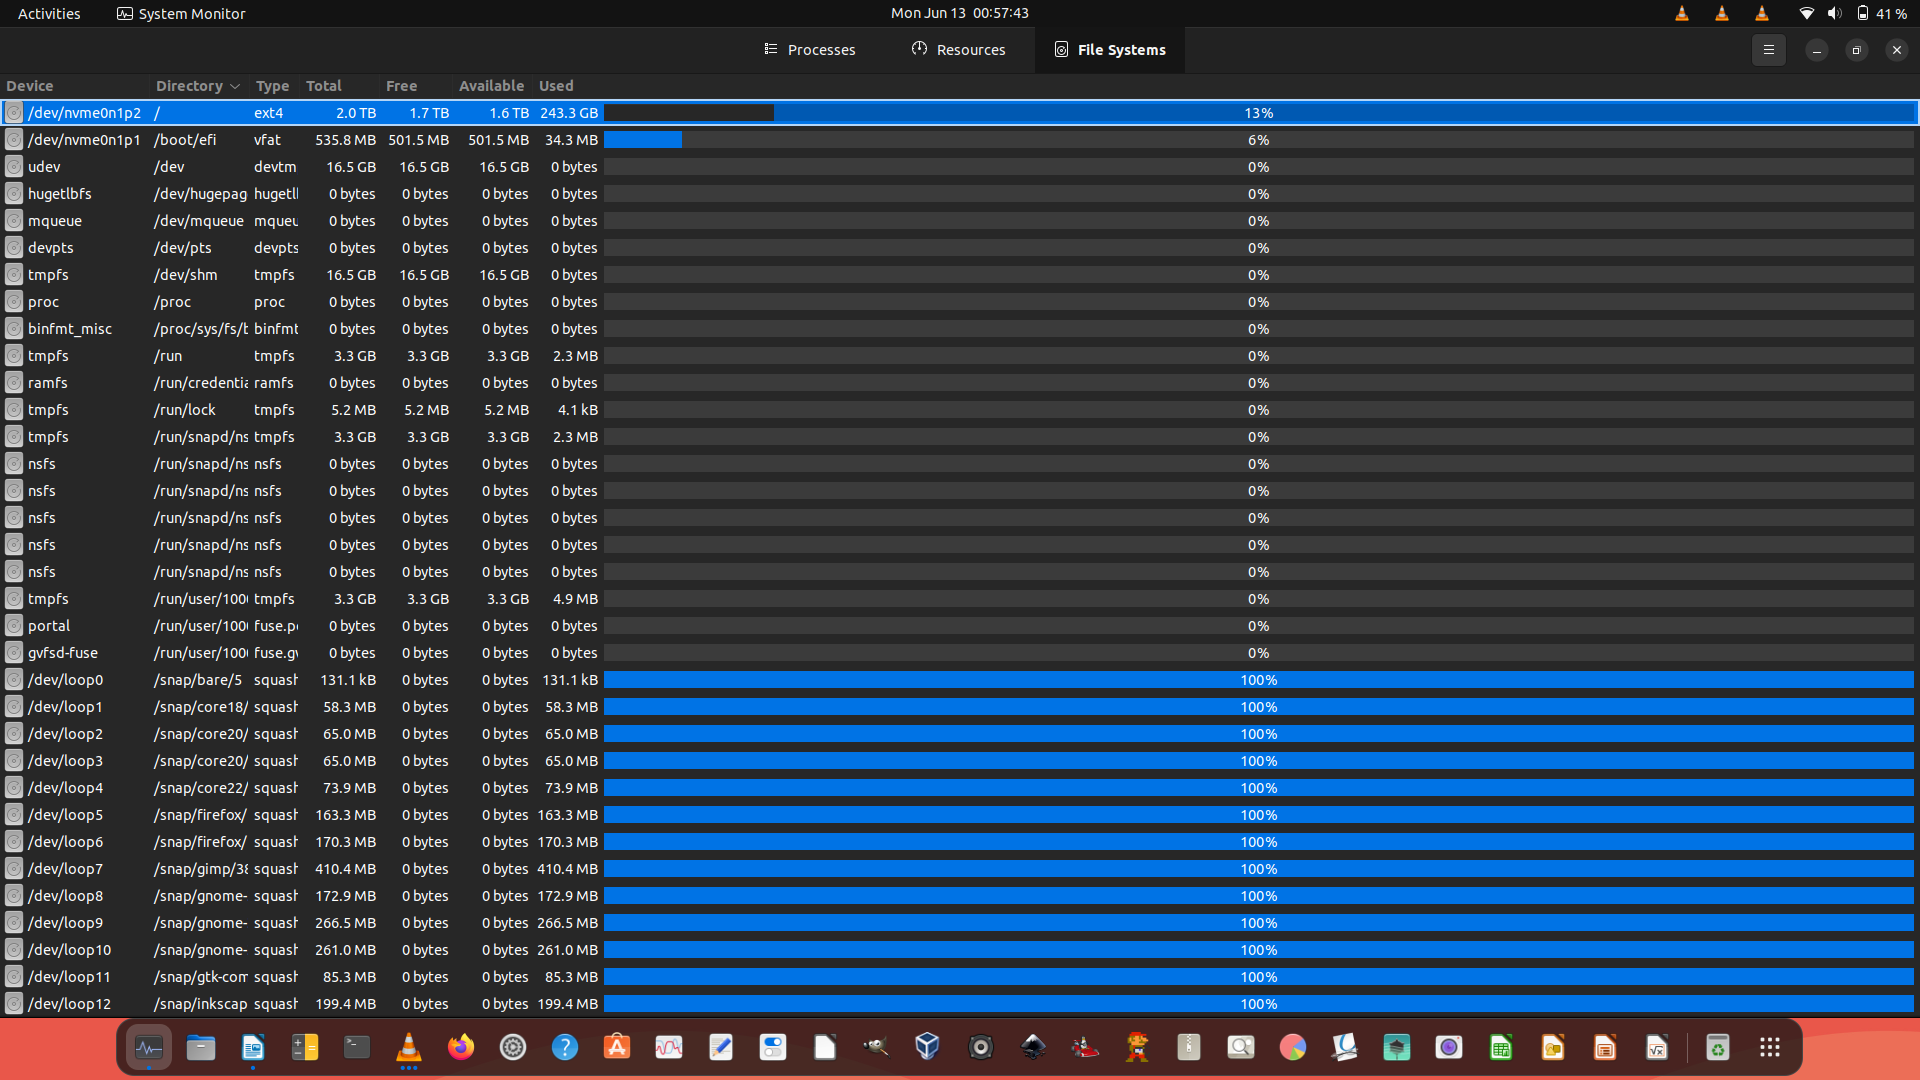 Activities System Monitor Mon Jun 13 00:57:43 41 %
Processes Resources File Systems
Device Directory Type Total Free Available Used
/dev/nvme0n1p2 / ext4 2.0 TB 1.7 TB 1.6 TB 243.3 GB 13%
/dev/nvme0n1p1 /boot/efi vfat 535.8 MB 501.5 MB 501.5 MB 34.3 MB 6%
udev /dev devtm 16.5 GB 16.5 GB 16.5 GB 0 bytes 0%
hugetlbfs /dev/hugepag hugetl 0 bytes 0 bytes 0 bytes 0 bytes 0%
mqueue /dev/mqueue mqueu 0 bytes 0 bytes 0 bytes 0 bytes 0%
devpts /dev/pts devpts 0 bytes 0 bytes 0 bytes 0 bytes 0%
tmpfs /dev/shm tmpfs 16.5 GB 16.5 GB 16.5 GB 0 bytes 0%
proc /proc proc 0 bytes 0 bytes 0 bytes 0 bytes 0%
binfmt_misc /proc/sys/fs/b binfmt 0 bytes 0 bytes 0 bytes 0 bytes 0%
tmpfs /run tmpfs 3.3 GB 3.3 GB 3.3 GB 2.3 MB 0%
ramfs /run/credentia ramfs 0 bytes 0 bytes 0 bytes 0 bytes 0%
tmpfs /run/lock tmpfs 5.2 MB 5.2 MB 5.2 MB 4.1 kB 0%
tmpfs /run/snapd/ns tmpfs 3.3 GB 3.3 GB 3.3 GB 2.3 MB 0%
nsfs /run/snapd/ns nsfs 0 bytes 0 bytes 0 bytes 0 bytes 0%
nsfs /run/snapd/ns nsfs 0 bytes 0 bytes 0 bytes 0 bytes 0%
nsfs /run/snapd/ns nsfs 0 bytes 0 bytes 0 bytes 0 bytes 0%
nsfs /run/snapd/ns nsfs 0 bytes 0 bytes 0 bytes 0 bytes 0%
nsfs /run/snapd/ns nsfs 0 bytes 0 bytes 0 bytes 0 bytes 0%
tmpfs /run/user/100 tmpfs 3.3 GB 3.3 GB 3.3 GB 4.9 MB 0%
portal /run/user/100 fuse.p 0 bytes 0 bytes 0 bytes 0 bytes 0%
gvfsd-fuse /run/user/100 fuse.gv 0 bytes 0 bytes 0 bytes 0 bytes 0%
/dev/loop0 /snap/bare/5 squash 131.1 kB 0 bytes 0 bytes 131.1 kB 100%
/dev/loop1 /snap/core18/ squash 58.3 MB 0 bytes 0 bytes 58.3 MB 100%
/dev/loop2 /snap/core20/ squash 65.0 MB 0 bytes 0 bytes 65.0 MB 100%
/dev/loop3 /snap/core20/ squash 65.0 MB 0 bytes 0 bytes 65.0 MB 100%
/dev/loop4 /snap/core22/ squash 73.9 MB 0 bytes 0 bytes 73.9 MB 100%
/dev/loop5 /snap/firefox/ squash 163.3 MB 0 bytes 0 bytes 163.3 MB 100%
/dev/loop6 /snap/firefox/ squash 170.3 MB 0 bytes 0 bytes 170.3 MB 100%
/dev/loop7 /snap/gimp/38 squash 410.4 MB 0 bytes 0 bytes 410.4 MB 100%
/dev/loop8 /snap/gnome- squash 172.9 MB 0 bytes 0 bytes 172.9 MB 100%
/dev/loop9 /snap/gnome- squash 266.5 MB 0 bytes 0 bytes 266.5 MB 100%
/dev/loop10 /snap/gnome- squash 261.0 MB 0 bytes 0 bytes 261.0 MB 100%
/dev/loop11 /snap/gtk-com squash 85.3 MB 0 bytes 0 bytes 85.3 MB 100%
/dev/loop12 /snap/inkscap squash 199.4 MB 0 bytes 0 bytes 199.4 MB 100%